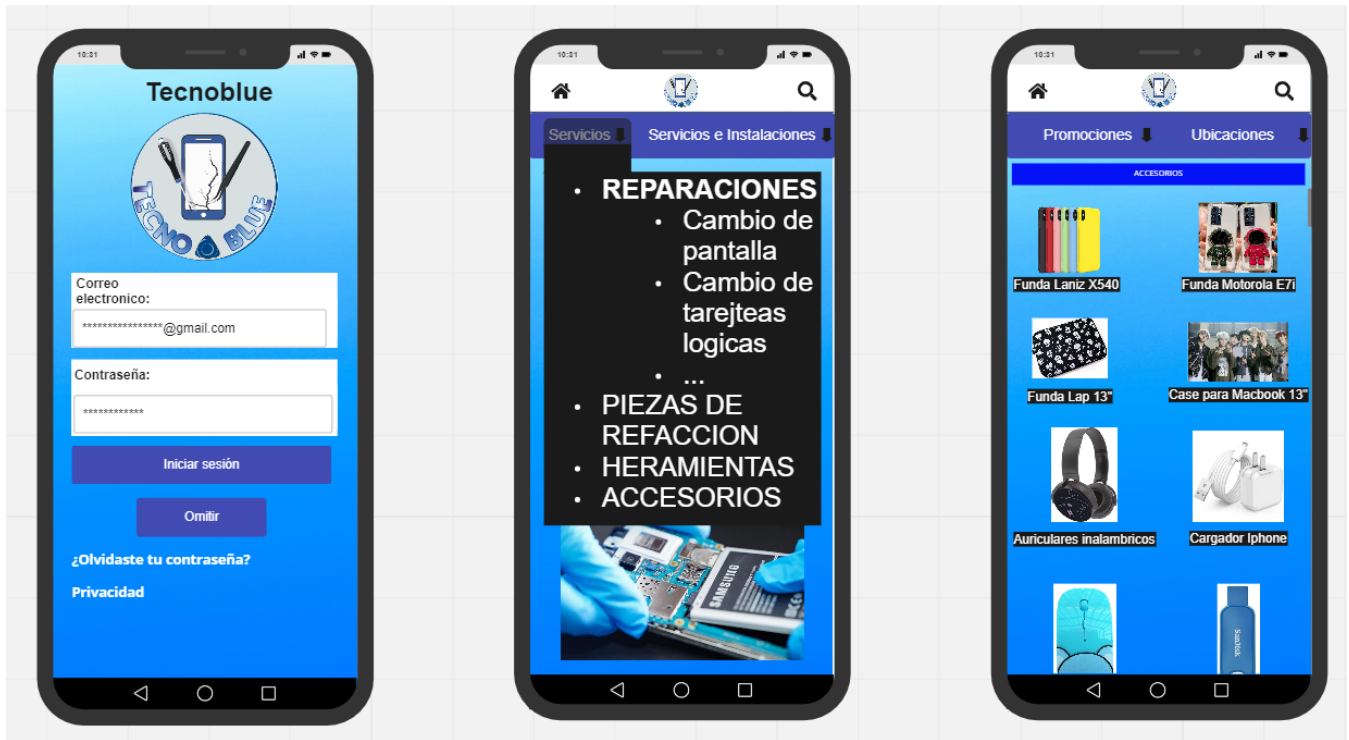 10:31
Tecnoblue
TECNO BLUE
Correo
electronico:
****************@gmail.com
Contraseña:
************
Iniciar sesión
Omitir
¿Olvidaste tu contraseña?
Privacidad
10:31
Servicios
Servicios e Instalaciones
• REPARACIONES
• Cambio de
pantalla
• Cambio de
tarejteas
logicas
• ...
• PIEZAS DE
REFACCION
• HERAMIENTAS
• ACCESORIOS
SAMSUNG
10:31
Promociones
Ubicaciones
ACCESORIOS
Funda Laniz X540
Funda Motorola E7i
Funda Lap 13"
Case para Macbook 13"
Auriculares inalambricos
Cargador Iphone
SanDisk